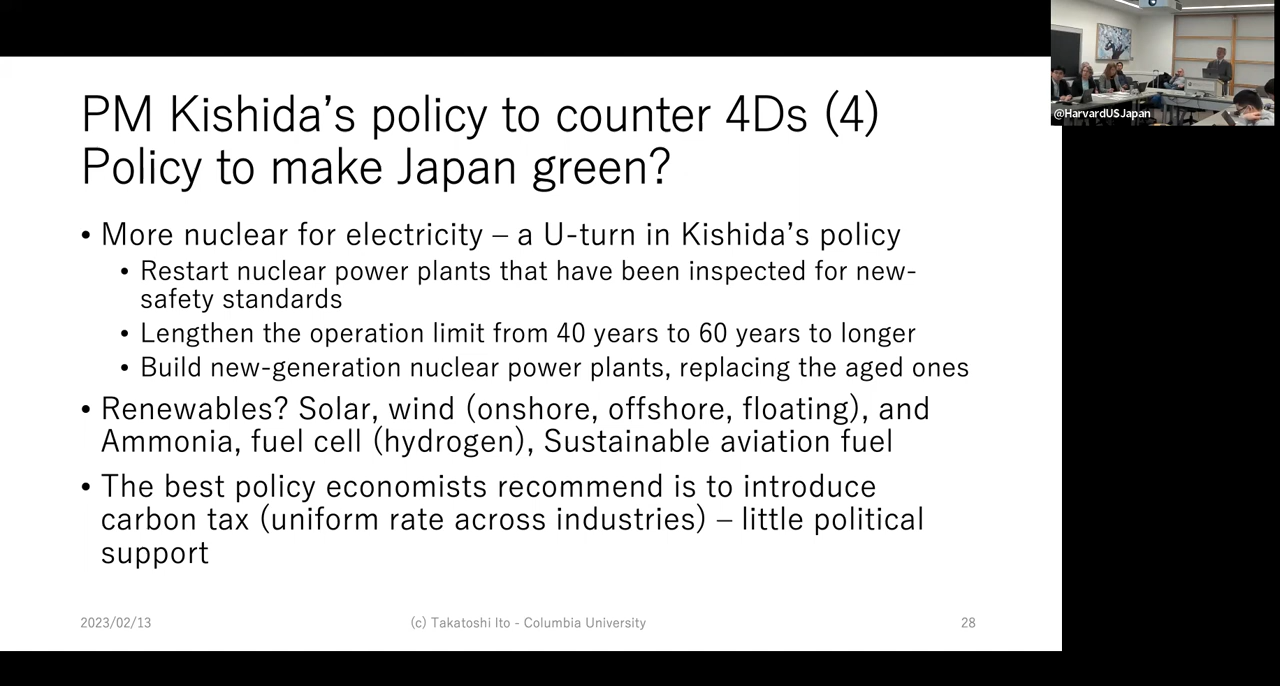 PM Kishida’s policy to counter 4Ds (4)
Policy to make Japan green?
• More nuclear for electricity – a U-turn in Kishida’s policy
• Restart nuclear power plants that have been inspected for new-
safety standards
• Lengthen the operation limit from 40 years to 60 years to longer
• Build new-generation nuclear power plants, replacing the aged ones
• Renewables? Solar, wind (onshore, offshore, floating), and
Ammonia, fuel cell (hydrogen), Sustainable aviation fuel
• The best policy economists recommend is to introduce
carbon tax (uniform rate across industries) – little political
support
2023/02/13
(c) Takatoshi Ito - Columbia University
28
@HarvardUSJapan